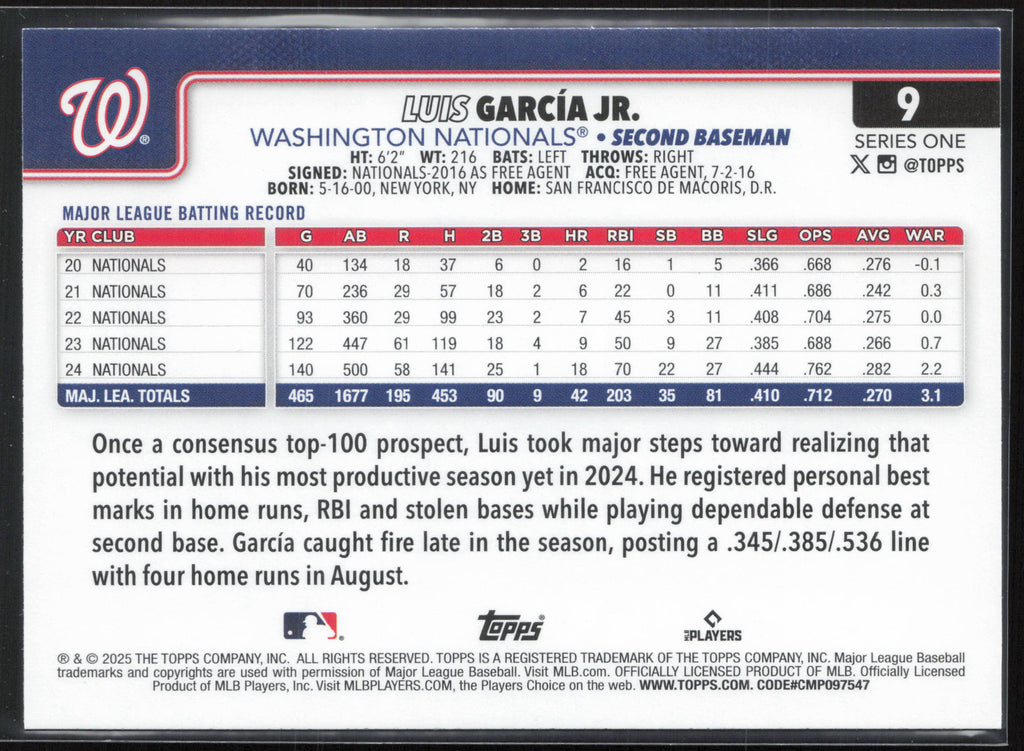 W®
LUIS GARCÍA JR.
9
WASHINGTON NATIONALS® • SECOND BASEMAN
SERIES ONE
HT: 6'2" WT: 216 BATS: LEFT THROWS: RIGHT
SIGNED: NATIONALS-2016 AS FREE AGENT ACQ: FREE AGENT, 7-2-16
@TOPPS
BORN: 5-16-00, NEW YORK, NY HOME: SAN FRANCISCO DE MACORIS, D.R.
MAJOR LEAGUE BATTING RECORD
YR CLUB G AB R H 2B 3B HR RBI SB BB SLG OPS AVG WAR
20 NATIONALS 40 134 18 37 6 0 2 16 1 5 .366 .668 .276 -0.1
21 NATIONALS 70 236 29 57 18 2 6 22 0 11 .411 .686 .242 0.3
22 NATIONALS 93 360 29 99 23 2 7 45 3 11 .408 .704 .275 0.0
23 NATIONALS 122 447 61 119 18 4 9 50 9 27 .385 .688 .266 0.7
24 NATIONALS 140 500 58 141 25 1 18 70 22 27 .444 .762 .282 2.2
MAJ. LEA. TOTALS 465 1677 195 453 90 9 42 203 35 81 .410 .712 .270 3.1
Once a consensus top-100 prospect, Luis took major steps toward realizing that
potential with his most productive season yet in 2024. He registered personal best
marks in home runs, RBI and stolen bases while playing dependable defense at
second base. García caught fire late in the season, posting a .345/.385/.536 line
with four home runs in August.
Topps®
MLB PLAYERS
® & © 2025 THE TOPPS COMPANY, INC. ALL RIGHTS RESERVED. TOPPS IS A REGISTERED TRADEMARK OF THE TOPPS COMPANY, INC. Major League Baseball
trademarks and copyrights are used with permission of Major League Baseball. Visit MLB.com. OFFICIALLY LICENSED PRODUCT OF MLB. Officially Licensed
Product of MLB Players, Inc. Visit MLBPLAYERS.COM, the Players Choice on the web. WWW.TOPPS.COM. CODE#CMP097547